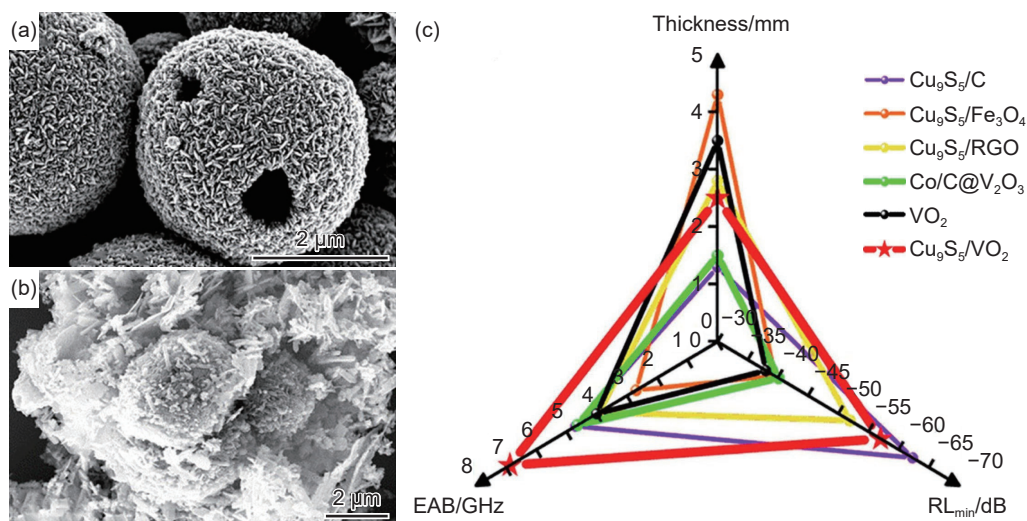 (a)
2 μm
(b)
2 μm
(c)
Thickness/mm
5
4
3
2
1
0
0
1
2
3
4
5
6
7
8
EAB/GHz
−30
−35
−40
−45
−50
−55
−60
−65
−70
RLmin/dB
Cu₉S₅/C
Cu₉S₅/Fe₃O₄
Cu₉S₅/RGO
Co/C@V₂O₃
VO₂
Cu₉S₅/VO₂